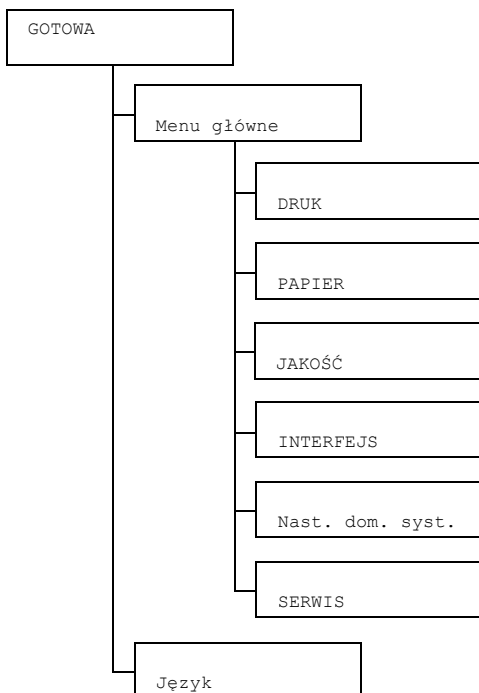 GOTOWA
Menu główne
DRUK
PAPIER
JAKOŚĆ
INTERFEJS
Nast. dom. syst.
SERWIS
Język